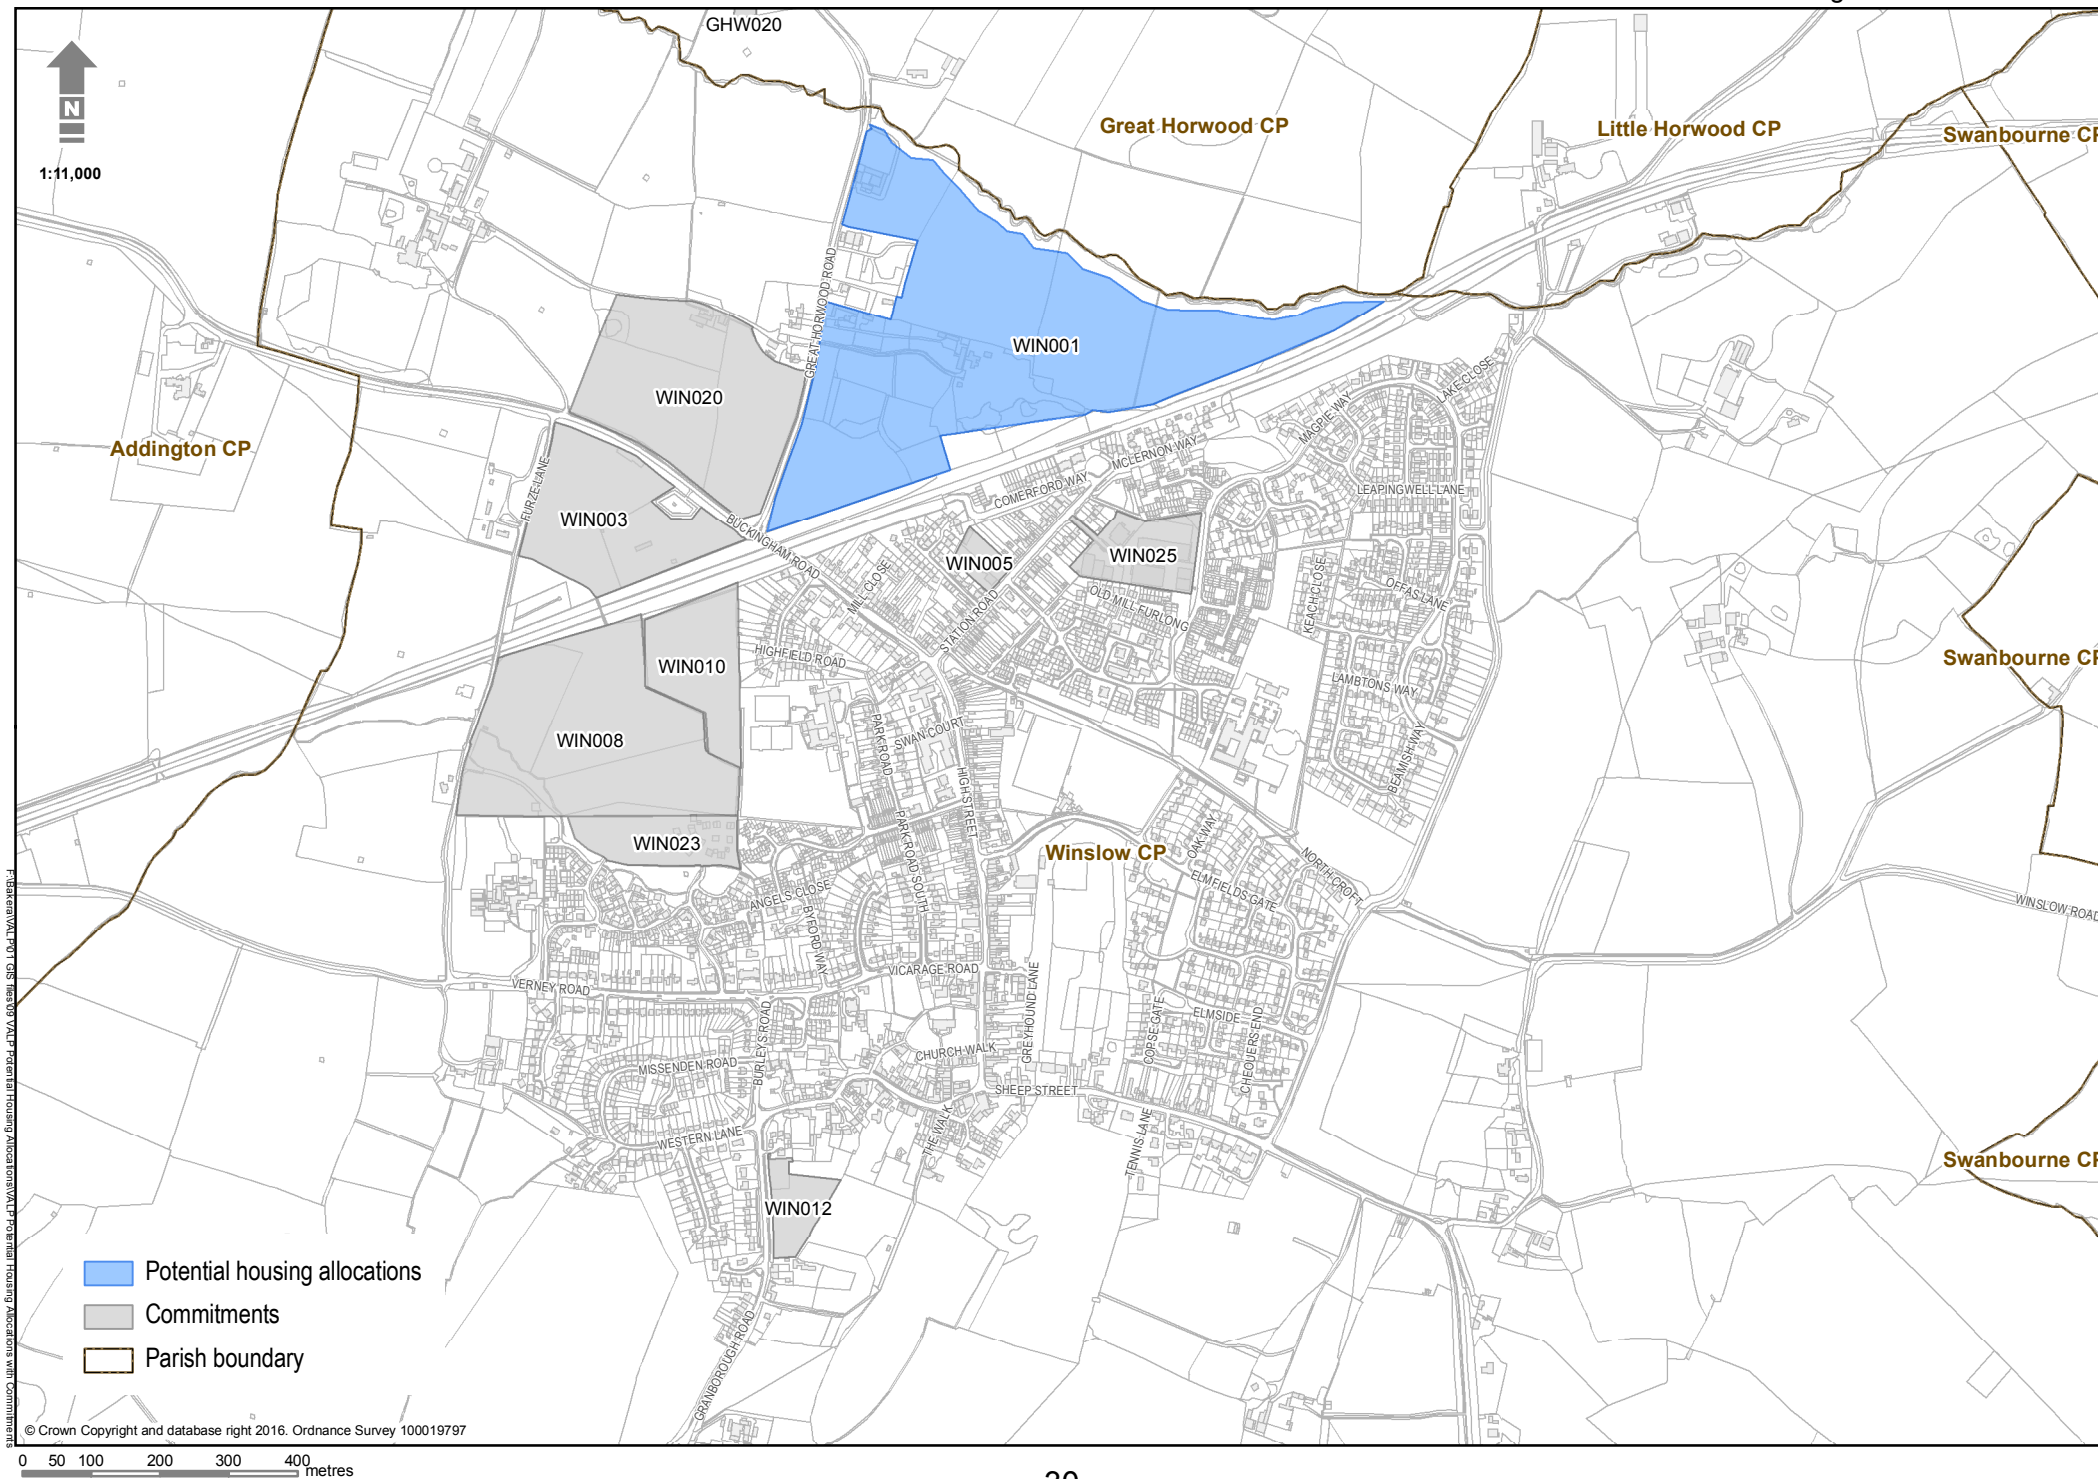 GHW020
N
1:11,000
Great Horwood CP
Little Horwood CP
Swanbourne CP
GREAT HORWOOD ROAD
WIN001
WIN020
Addington CP
FURZE LANE
WIN003
BUCKINGHAM ROAD
LAKE CLOSE
MAGPIE WAY
MCLERNON WAY
COMERFORD WAY
LEAPINGWELL LANE
WIN005
WIN025
MILL CLOSE
STATION ROAD
OLD MILL FURLONG
KEACH CLOSE
OFFAS LANE
WIN010
HIGHFIELD ROAD
LAMBTONS WAY
Swanbourne CP
WIN008
PARK ROAD
SWAN COURT
HIGH STREET
BEAMISH WAY
WIN023
PARK ROAD SOUTH
Winslow CP
OAK WAY
NORTH CROFT
ELMFIELDS GATE
ANGELS CLOSE
BYFORD WAY
WINSLOW ROAD
VERNEY ROAD
VICARAGE ROAD
GREYHOUND LANE
COPSE GATE
ELMSIDE
CHEQUERS END
BURLEYS ROAD
MISSENDEN ROAD
CHURCH WALK
SHEEP STREET
THE WALK
TENNIS LANE
WESTERN LANE
Swanbourne CP
WIN012
GRANBOROUGH ROAD
Potential housing allocations
Commitments
Parish boundary
© Crown Copyright and database right 2016. Ordnance Survey 100019797
0 50 100 200 300 400 metres